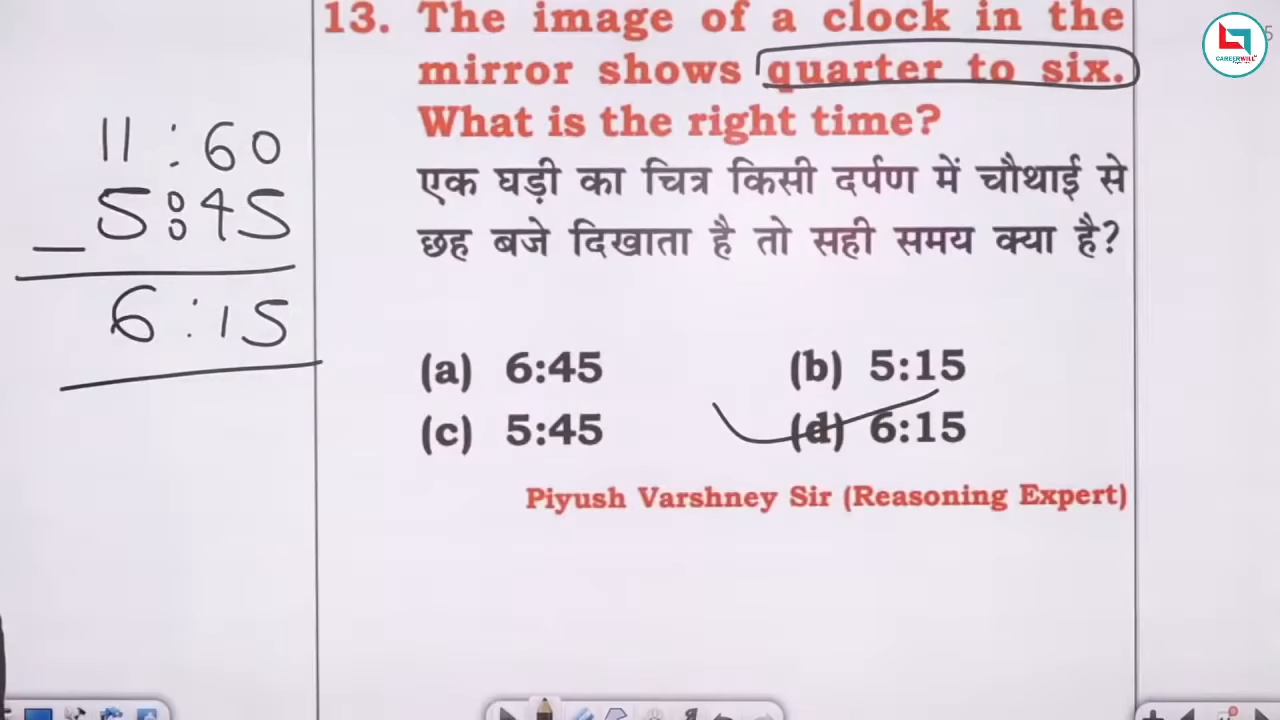 13. The image of a clock in the
mirror shows quarter to six.
What is the right time?
एक घड़ी का चित्र किसी दर्पण में चौथाई से
छह बजे दिखाता है तो सही समय क्या है?
(a) 6:45
(b) 5:15
(c) 5:45
(d) 6:15
Piyush Varshney Sir (Reasoning Expert)
11:60
- 5:45
6:15
CAREERWILL
5